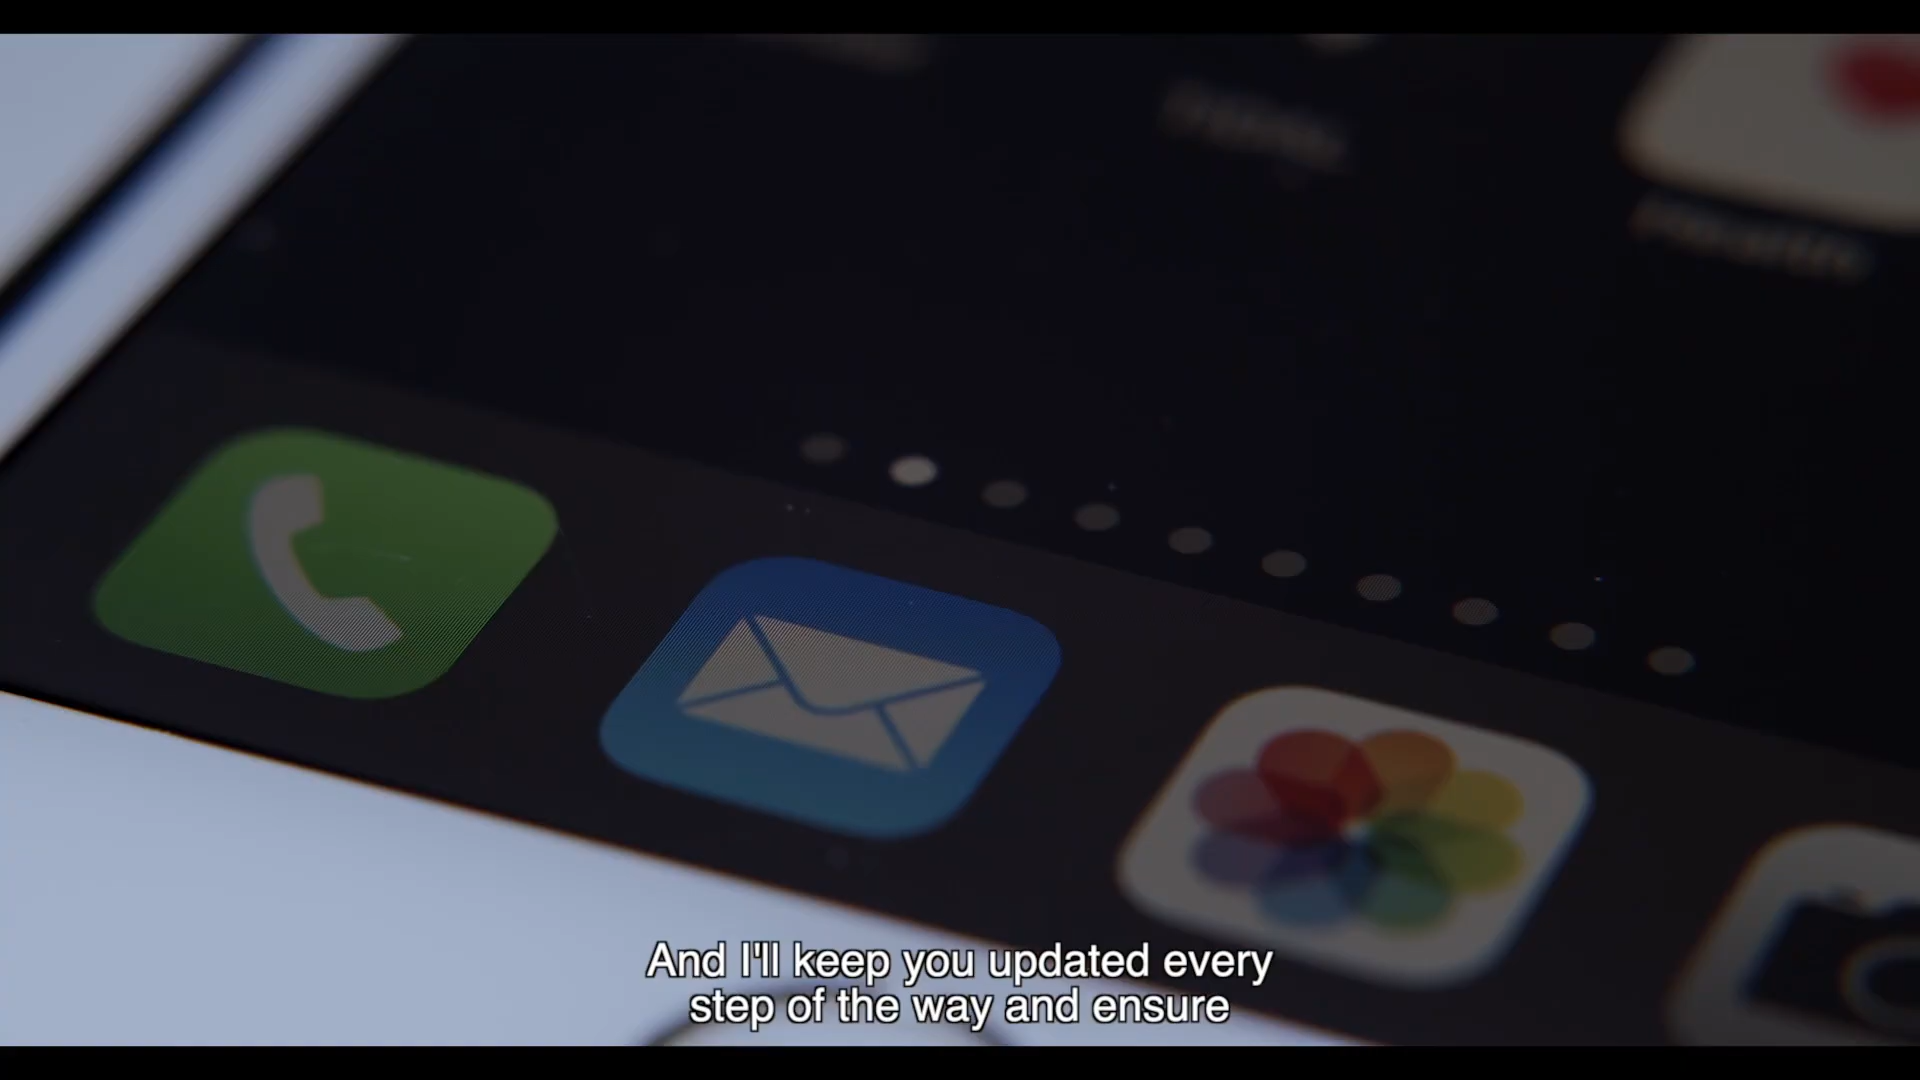 And I'll keep you updated every
step of the way and ensure